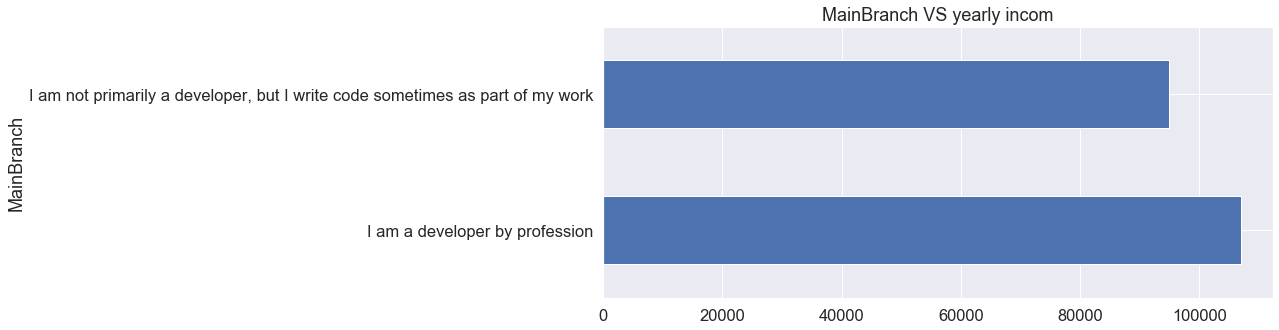 MainBranch VS yearly incom
I am not primarily a developer, but I write code sometimes as part of my work
MainBranch
I am a developer by profession
0 20000 40000 60000 80000 100000